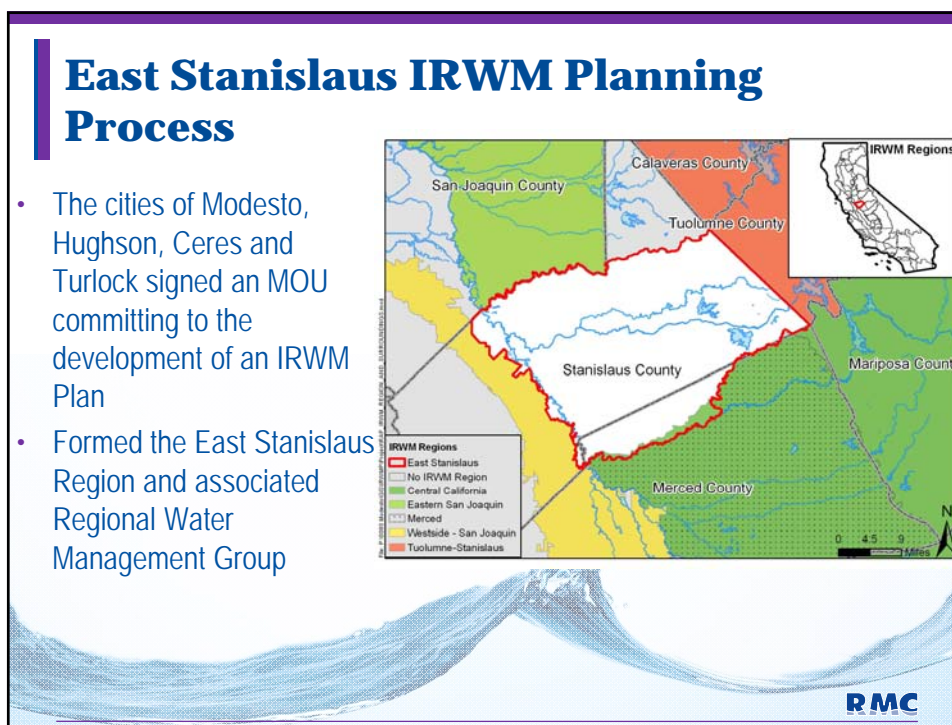 East Stanislaus IRWM Planning
Process
• The cities of Modesto,
Hughson, Ceres and
Turlock signed an MOU
committing to the
development of an IRWM
Plan
• Formed the East Stanislaus
Region and associated
Regional Water
Management Group
IRWM Regions
Calaveras County
San Joaquin County
Tuolumne County
Stanislaus County
Mariposa Count
Merced County
IRWM Regions
East Stanislaus
No IRWM Region
Central California
Eastern San Joaquin
Merced
Westside - San Joaquin
Tuolumne-Stanislaus
N
0 4.5 9
Miles
RMC